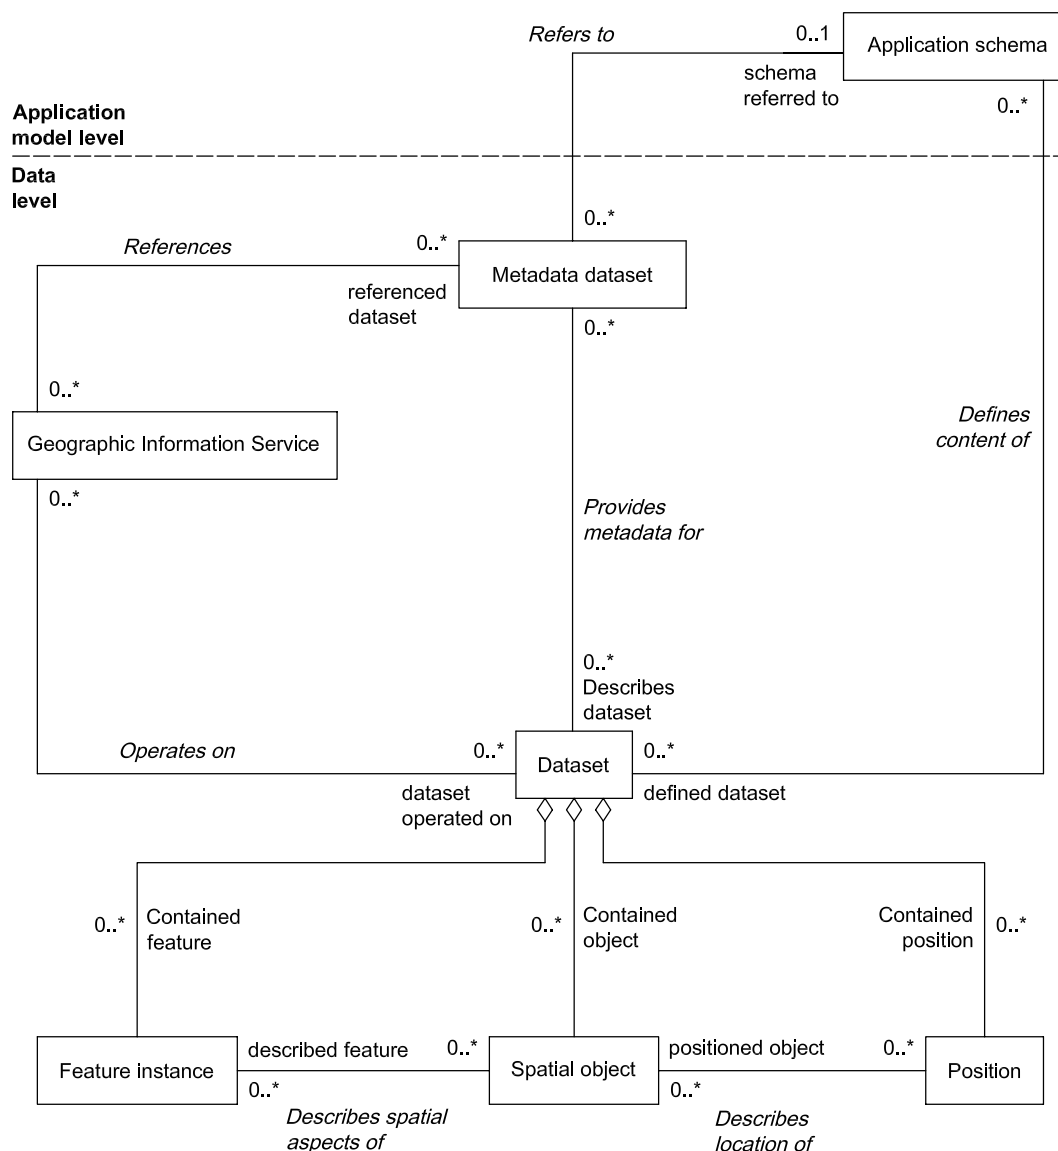 Refers to
0..1
Application schema
schema
referred to
0..*
Application
model level
Data
level
0..*
References
0..*
Metadata dataset
referenced
dataset
0..*
0..*
Geographic Information Service
0..*
Defines
content of
Provides
metadata for
0..*
Describes
dataset
Operates on
0..*
Dataset
0..*
dataset
operated on
defined dataset
0..*
Contained
feature
0..*
Contained
object
Contained
position
0..*
Feature instance
described feature
0..*
0..*
Describes spatial
aspects of
Spatial object
positioned object
0..*
0..*
Describes
location of
Position